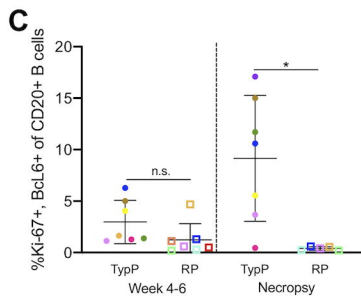 C
%Ki-67+, BcL6+ of CD20+ B cells
20
15
10
5
0
n.s.
*
TypP RP TypP RP
Week 4-6 Necropsy